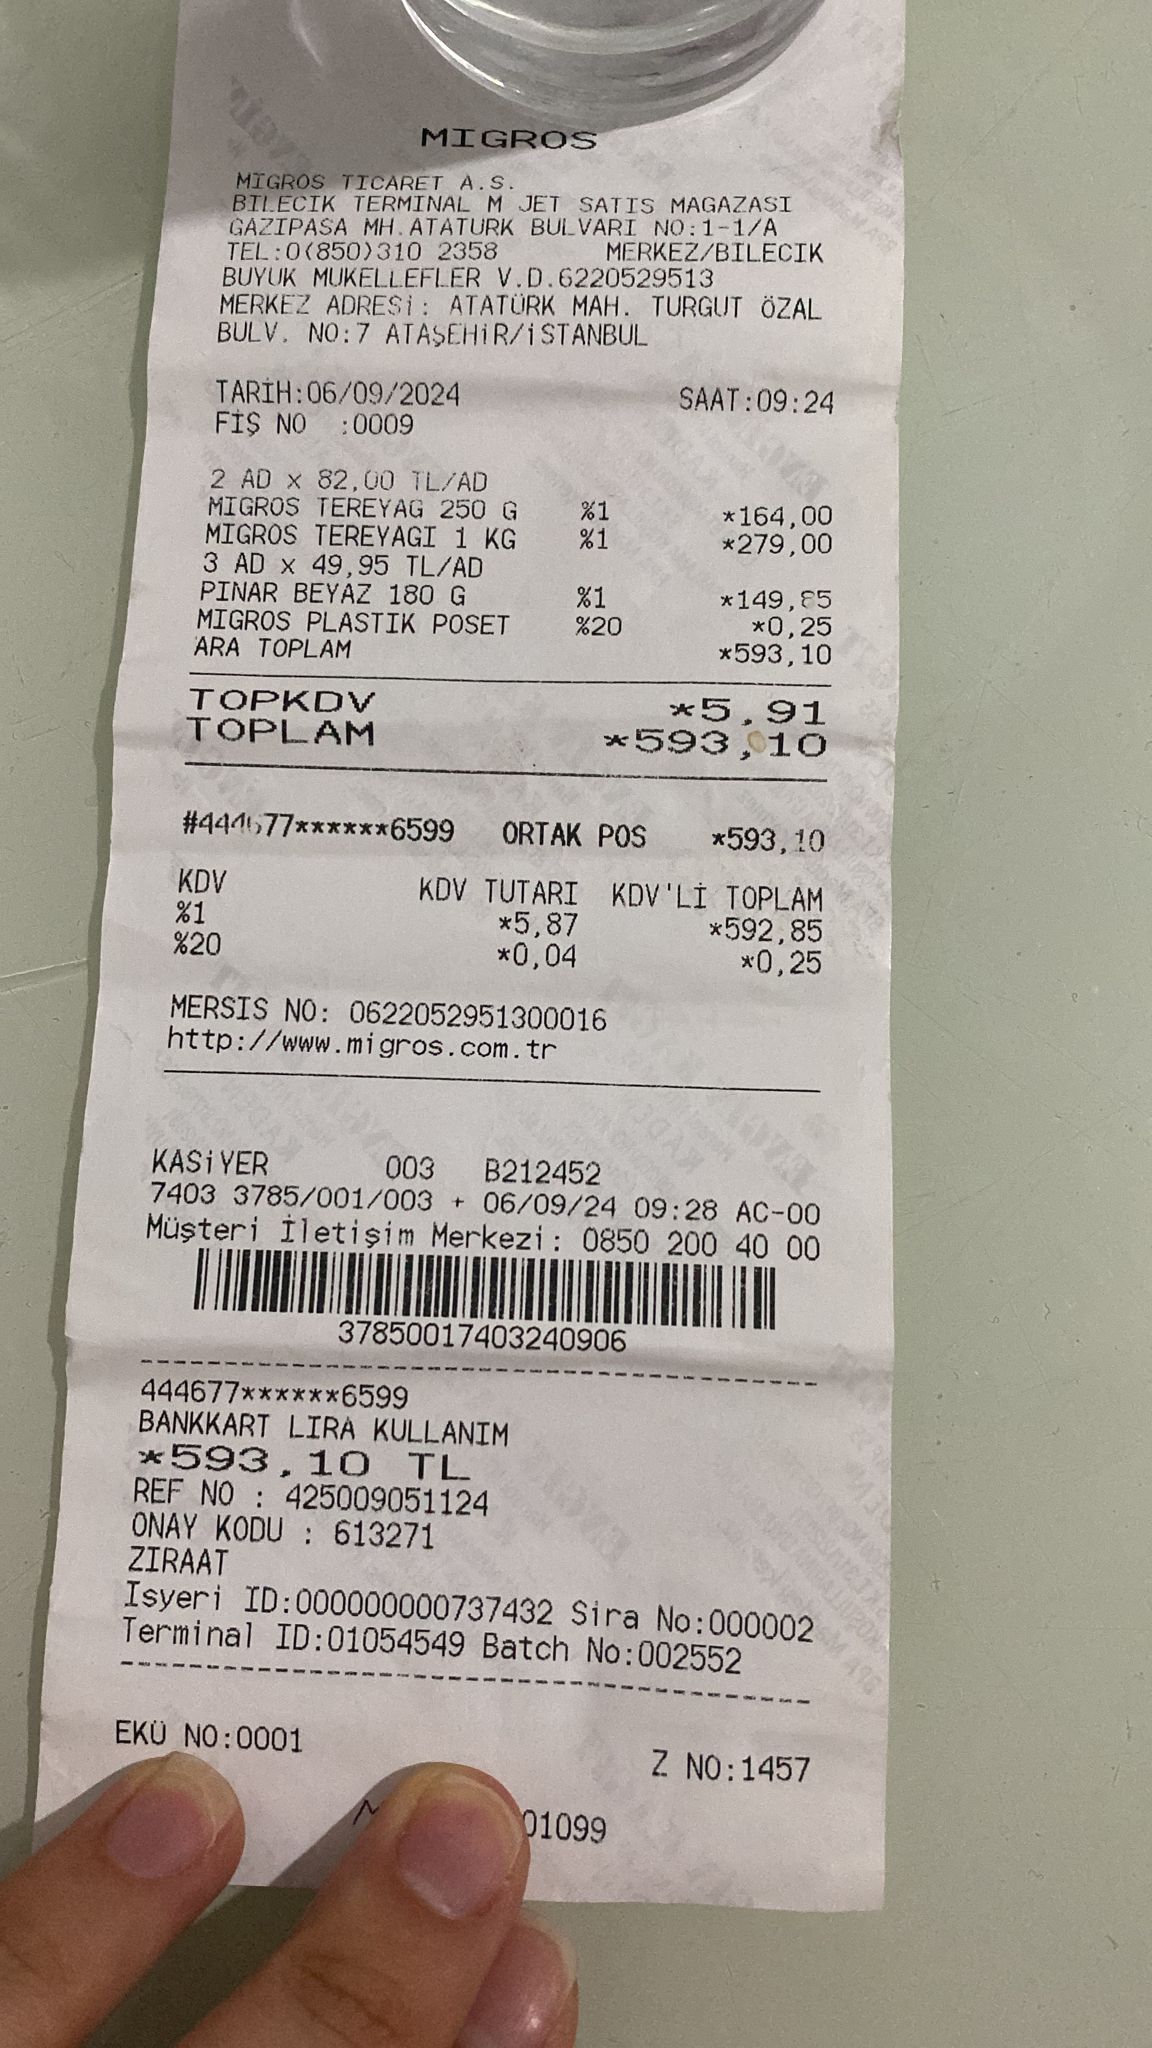 MIGROS
MIGROS TICARET A.S.
BILECIK TERMINAL M JET SATIS MAGAZASI
GAZIPASA MH.ATATURK BULVARI NO:1-1/A
TEL:0(850)310 2358 MERKEZ/BILECIK
BUYUK MUKELLEFLER V.D.6220529513
MERKEZ ADRESİ: ATATÜRK MAH. TURGUT ÖZAL
BULV. NO:7 ATAŞEHİR/İSTANBUL
TARİH:06/09/2024 SAAT:09:24
FİŞ NO :0009
2 AD x 82,00 TL/AD
MIGROS TEREYAG 250 G %1 *164,00
MIGROS TEREYAGI 1 KG %1 *279,00
3 AD x 49,95 TL/AD
PINAR BEYAZ 180 G %1 *149,85
MIGROS PLASTIK POSET %20 *0,25
ARA TOPLAM *593,10
TOPKDV *5,91
TOPLAM *593,10
#444677******6599 ORTAK POS *593,10
KDV KDV TUTARI KDV'Lİ TOPLAM
%1 *5,87 *592,85
%20 *0,04 *0,25
MERSIS NO: 0622052951300016
http://www.migros.com.tr
KASİYER 003 B212452
7403 3785/001/003 + 06/09/24 09:28 AC-00
Müşteri İletişim Merkezi: 0850 200 40 00
37850017403240906
444677******6599
BANKKART LIRA KULLANIM
*593,10 TL
REF NO : 425009051124
ONAY KODU : 613271
ZIRAAT
Isyeri ID:000000000737432 Sira No:000002
Terminal ID:01054549 Batch No:002552
EKÜ NO:0001 Z NO:1457
01099